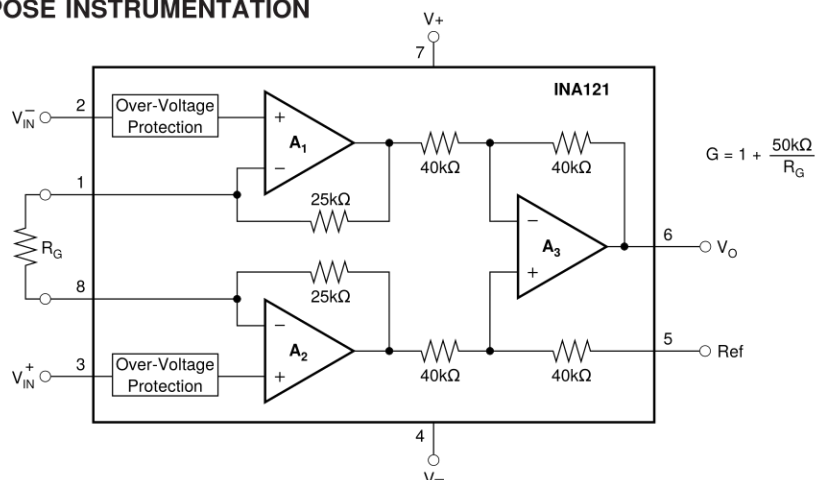 POSE INSTRUMENTATION
V+
7
INA121
2
V−IN
Over-Voltage
Protection
+
A1
−
40kΩ
40kΩ
G = 1 + 50kΩ
RG
1
25kΩ
RG
−
A3
+
6
VO
8
25kΩ
−
A2
+
5
Ref
3
V+IN
Over-Voltage
Protection
40kΩ
40kΩ
4
V−